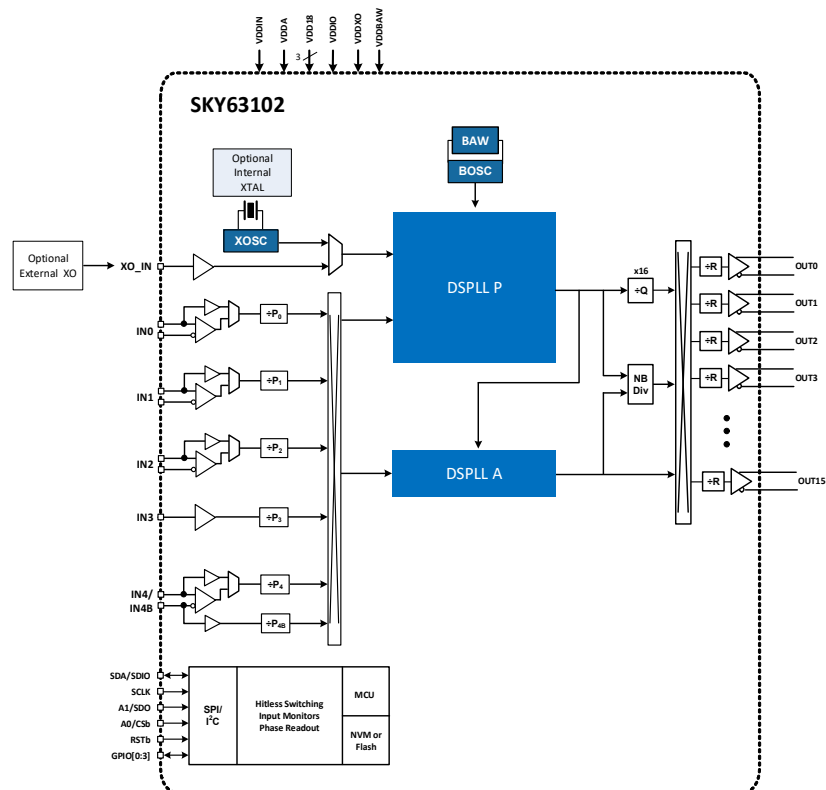 VDDIN
VDDA
VDD18
VDDIO
VDDXO
VDDBAW
3
SKY63102
Optional
Internal
XTAL
XOSC
BAW
BOSC
Optional
External XO
XO_IN
DSPLL P
x16
÷Q
÷R
OUT0
IN0
÷P0
÷R
OUT1
÷R
OUT2
IN1
÷P1
NB
Div
÷R
OUT3
IN2
÷P2
DSPLL A
÷R
OUT15
IN3
÷P3
IN4/
IN4B
÷P4
÷P4B
SDA/SDIO
SCLK
A1/SDO
A0/CSb
RSTb
GPIO[0:3]
SPI/
I2C
Hitless Switching
Input Monitors
Phase Readout
MCU
NVM or
Flash